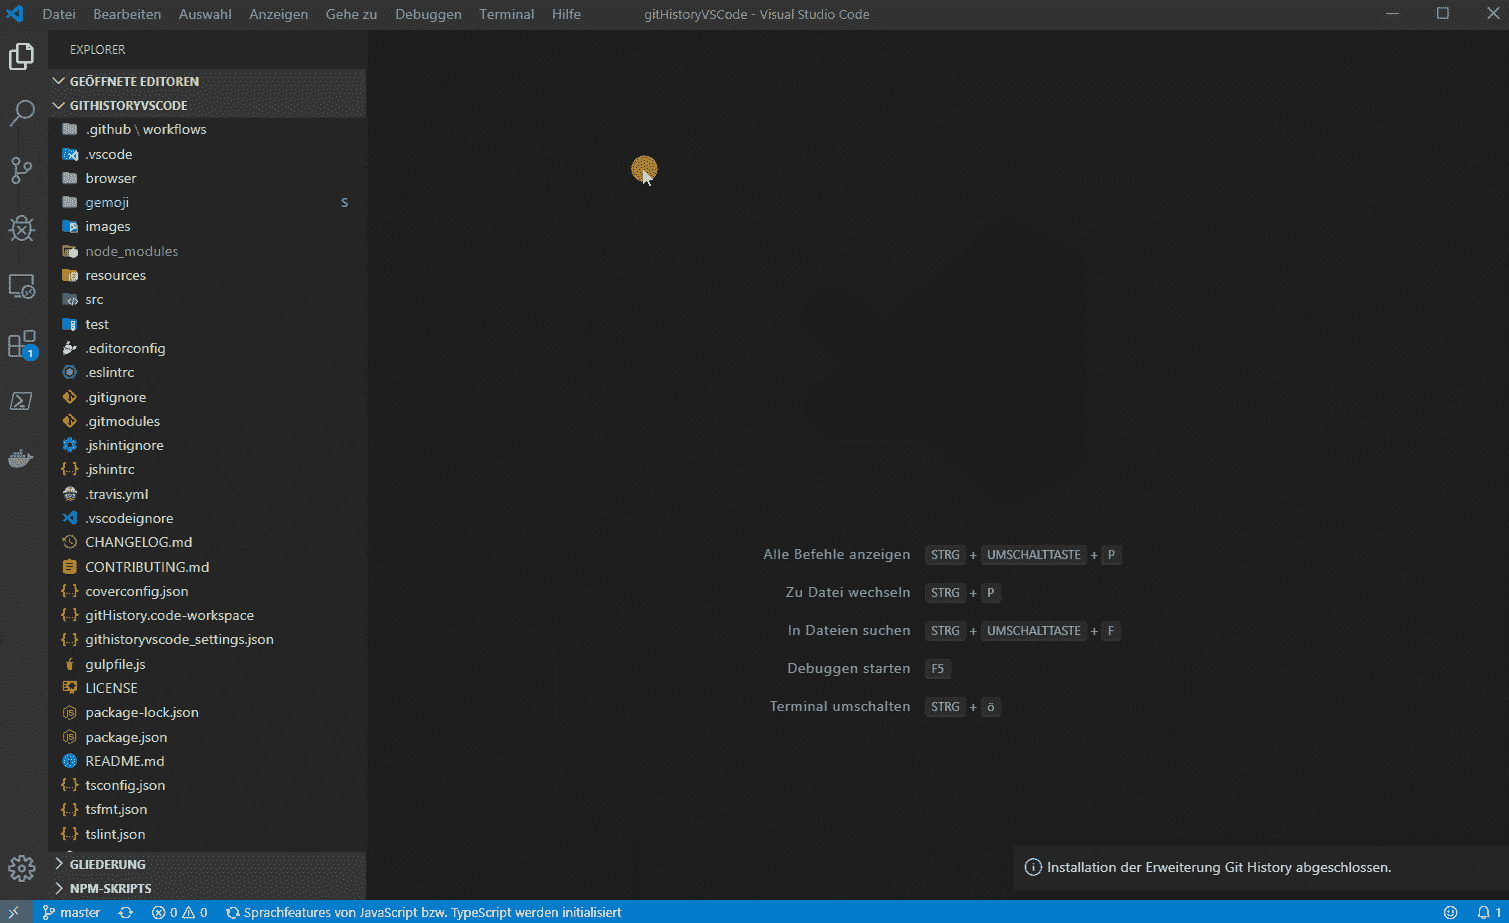 Datei Bearbeiten Auswahl Anzeigen Gehe zu Debuggen Terminal Hilfe gitHistoryVSCode - Visual Studio Code
EXPLORER
GEÖFFNETE EDITOREN
GITHISTORYVSCODE
.github \ workflows
.vscode
browser
gemoji S
images
node_modules
resources
src
test
.editorconfig
.eslintrc
.gitignore
.gitmodules
.jshintignore
.jshintrc
.travis.yml
.vscodeignore
CHANGELOG.md
CONTRIBUTING.md
coverconfig.json
gitHistory.code-workspace
githistoryvscode_settings.json
gulpfile.js
LICENSE
package-lock.json
package.json
README.md
tsconfig.json
tsfmt.json
tslint.json
GLIEDERUNG
NPM-SKRIPTS
1
Alle Befehle anzeigen STRG + UMSCHALTTASTE + P
Zu Datei wechseln STRG + P
In Dateien suchen STRG + UMSCHALTTASTE + F
Debuggen starten F5
Terminal umschalten STRG + ö
Installation der Erweiterung Git History abgeschlossen.
master 0 0 Sprachfeatures von JavaScript bzw. TypeScript werden initialisiert 1